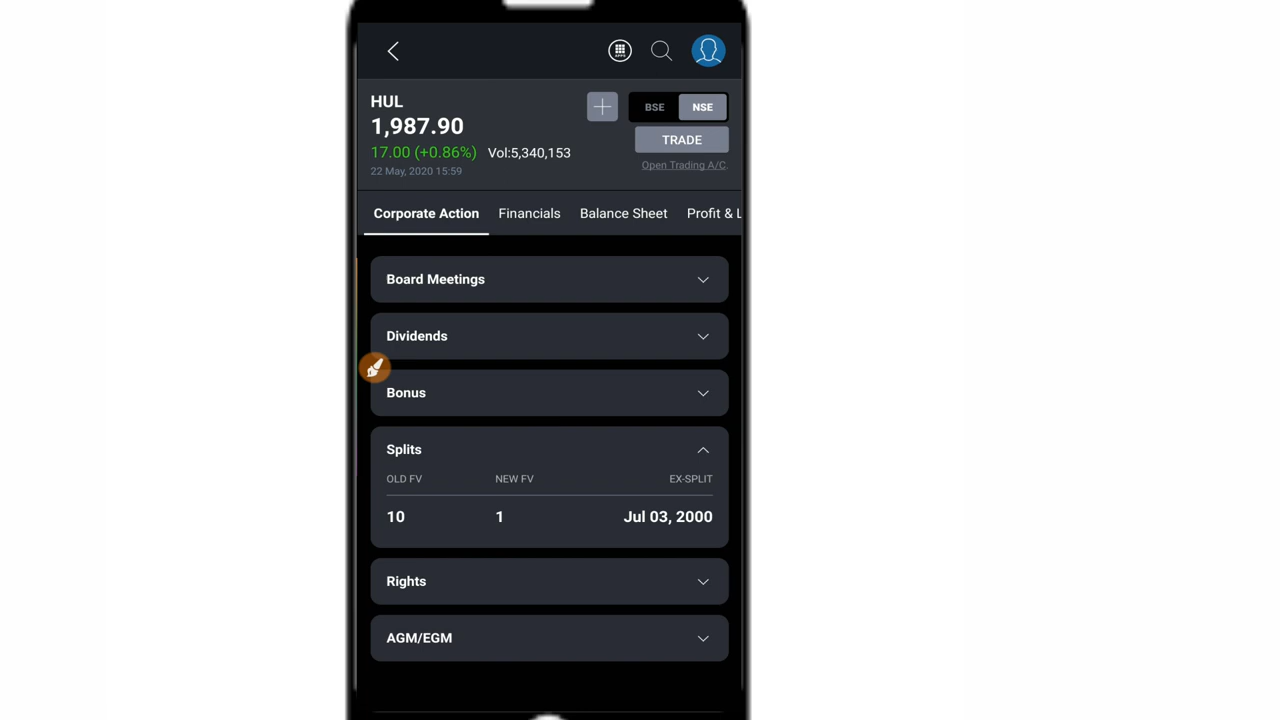 APPS
HUL
BSE NSE
1,987.90
TRADE
17.00 (+0.86%) Vol:5,340,153
Open Trading A/C.
22 May, 2020 15:59
Corporate Action Financials Balance Sheet Profit & L
Board Meetings
Dividends
Bonus
Splits
OLD FV NEW FV EX-SPLIT
10 1 Jul 03, 2000
Rights
AGM/EGM